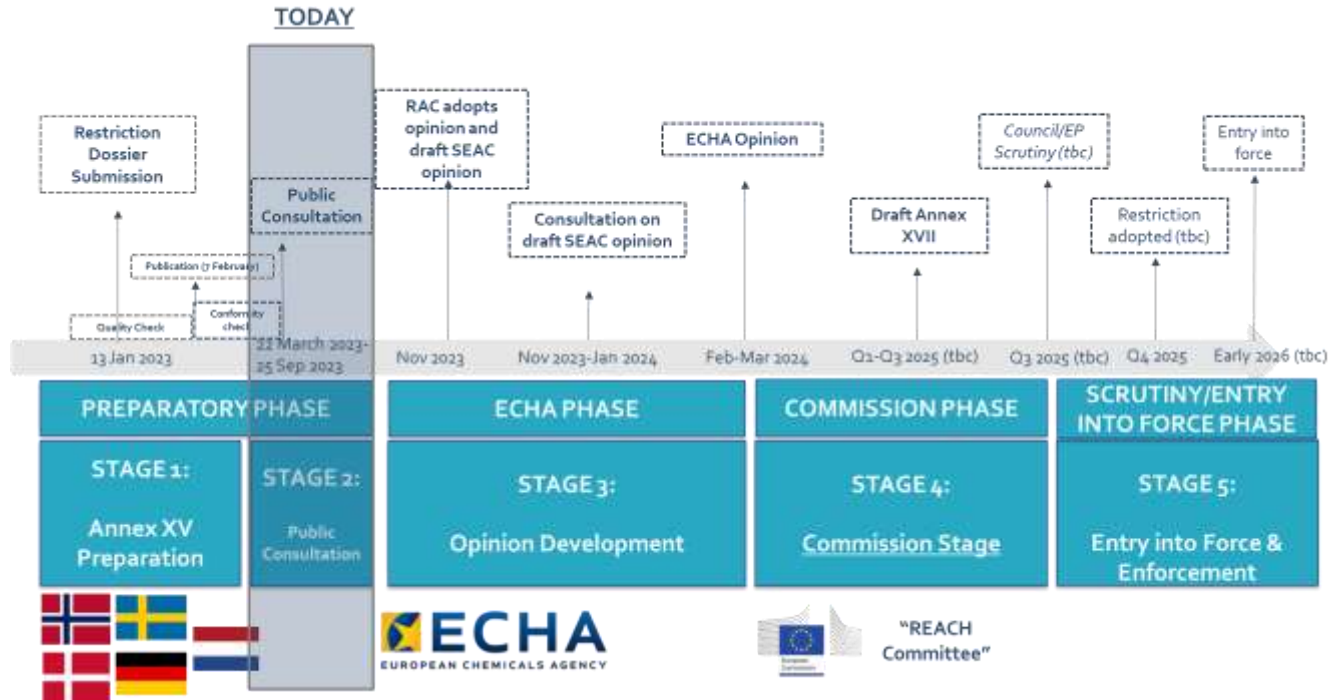 TODAY
Restriction
Dossier
Submission
Publication (7 February)
Quality Check
Conformity
check
Public
Consultation
RAC adopts
opinion and
draft SEAC
opinion
Consultation on
draft SEAC opinion
ECHA Opinion
Draft Annex
XVII
Council/EP
Scrutiny (tbc)
Restriction
adopted (tbc)
Entry into
force
13 Jan 2023
22 March 2023-
25 Sep 2023
Nov 2023
Nov 2023-Jan 2024
Feb-Mar 2024
Q1-Q3 2025 (tbc)
Q3 2025 (tbc)
Q4 2025
Early 2026 (tbc)
PREPARATORY PHASE
ECHA PHASE
COMMISSION PHASE
SCRUTINY/ENTRY
INTO FORCE PHASE
STAGE 1:
Annex XV
Preparation
STAGE 2:
Public
Consultation
STAGE 3:
Opinion Development
STAGE 4:
Commission Stage
STAGE 5:
Entry into Force &
Enforcement
ECHA
EUROPEAN CHEMICALS AGENCY
European
Commission
"REACH
Committee"